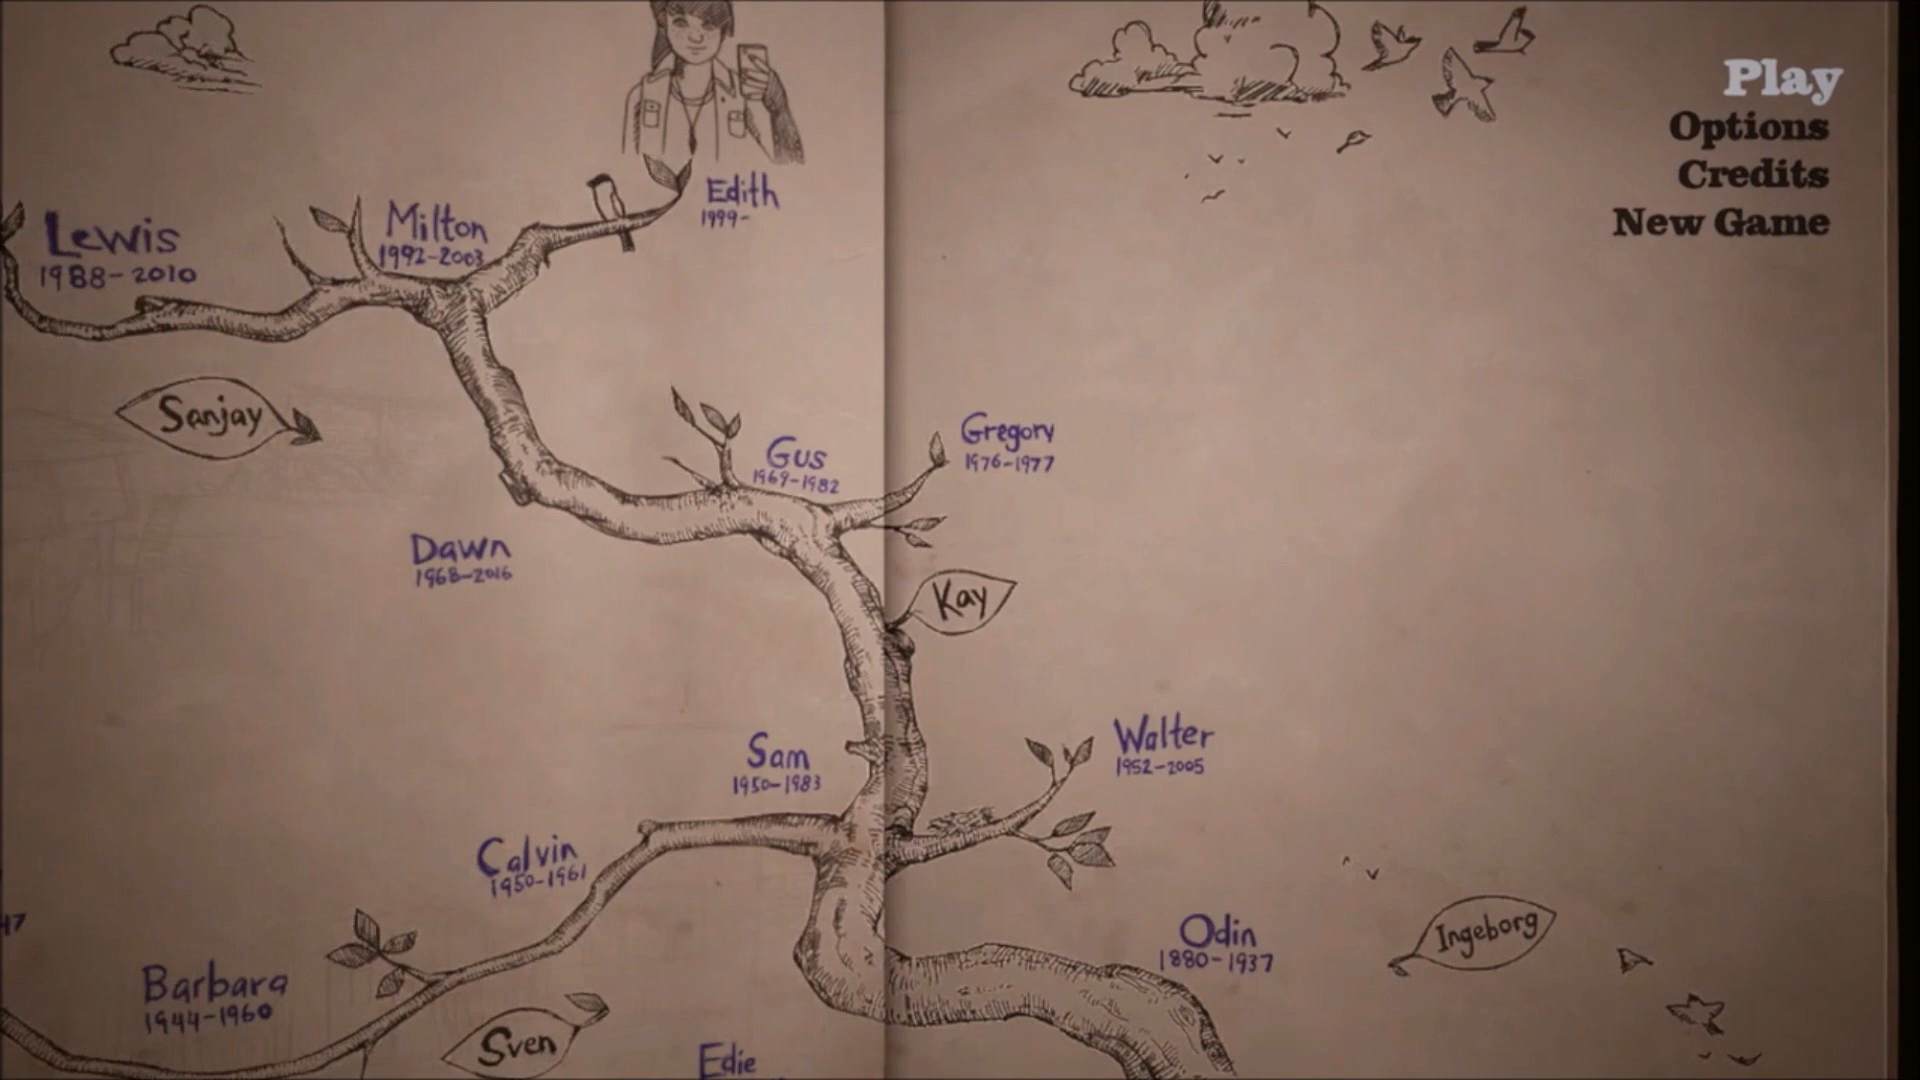 Play
Options
Credits
New Game
Edith
1999-
Lewis
1988-2010
Milton
1992-2003
Sanjay
Gus
1969-1982
Gregory
1976-1977
Dawn
1968-2016
Kay
Sam
1950-1983
Walter
1952-2005
Calvin
1950-1961
Odin
1880-1937
Ingeborg
47
Barbara
1944-1960
Sven
Edie